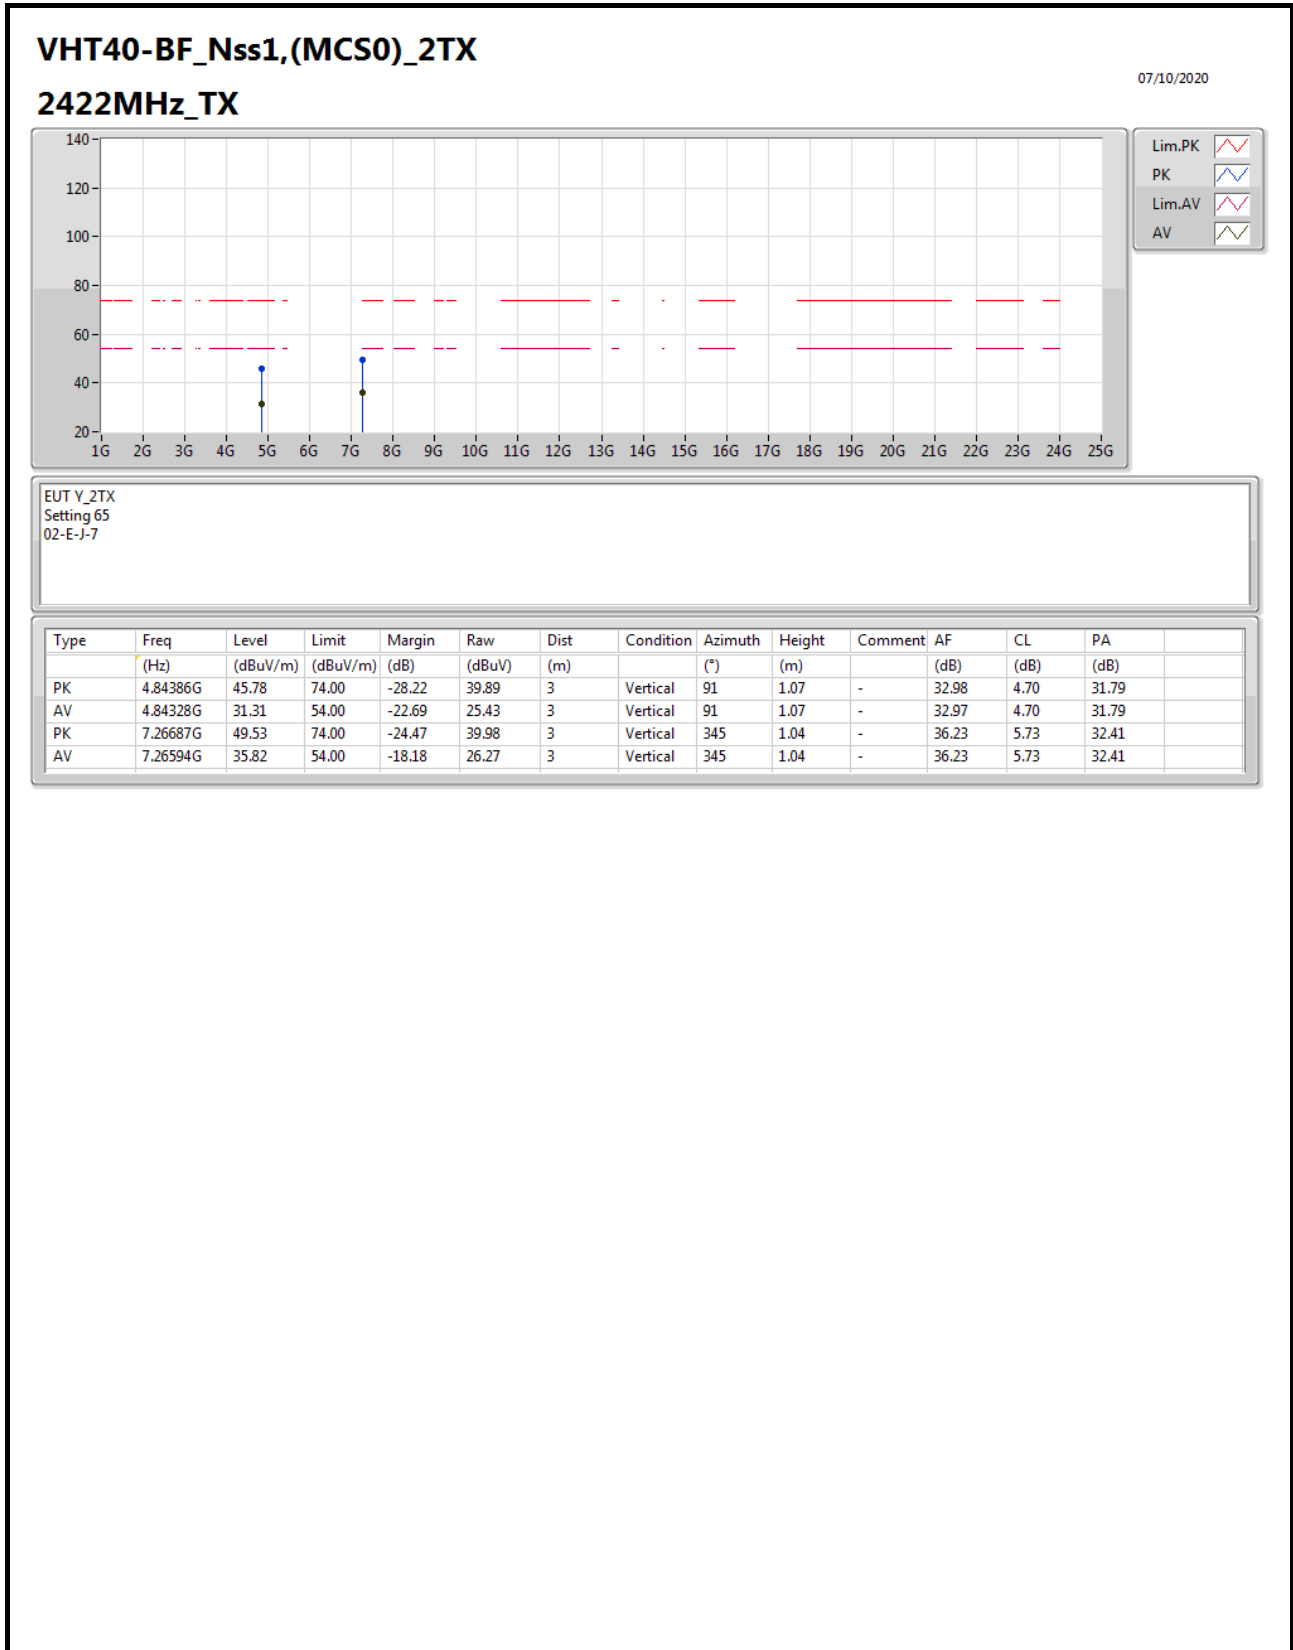 VHT40-BF_Nss1,(MCS0)_2TX
07/10/2020
2422MHz_TX
140
120
100
80
60
40
20
1G 2G 3G 4G 5G 6G 7G 8G 9G 10G 11G 12G 13G 14G 15G 16G 17G 18G 19G 20G 21G 22G 23G 24G 25G
Lim.PK
PK
Lim.AV
AV
EUT Y_2TX
Setting 65
02-E-J-7
Type Freq Level Limit Margin Raw Dist Condition Azimuth Height Comment AF CL PA
(Hz) (dBuV/m) (dBuV/m) (dB) (dBuV) (m) (°) (m) (dB) (dB) (dB)
PK 4.84386G 45.78 74.00 -28.22 39.89 3 Vertical 91 1.07 - 32.98 4.70 31.79
AV 4.84328G 31.31 54.00 -22.69 25.43 3 Vertical 91 1.07 - 32.97 4.70 31.79
PK 7.26687G 49.53 74.00 -24.47 39.98 3 Vertical 345 1.04 - 36.23 5.73 32.41
AV 7.26594G 35.82 54.00 -18.18 26.27 3 Vertical 345 1.04 - 36.23 5.73 32.41